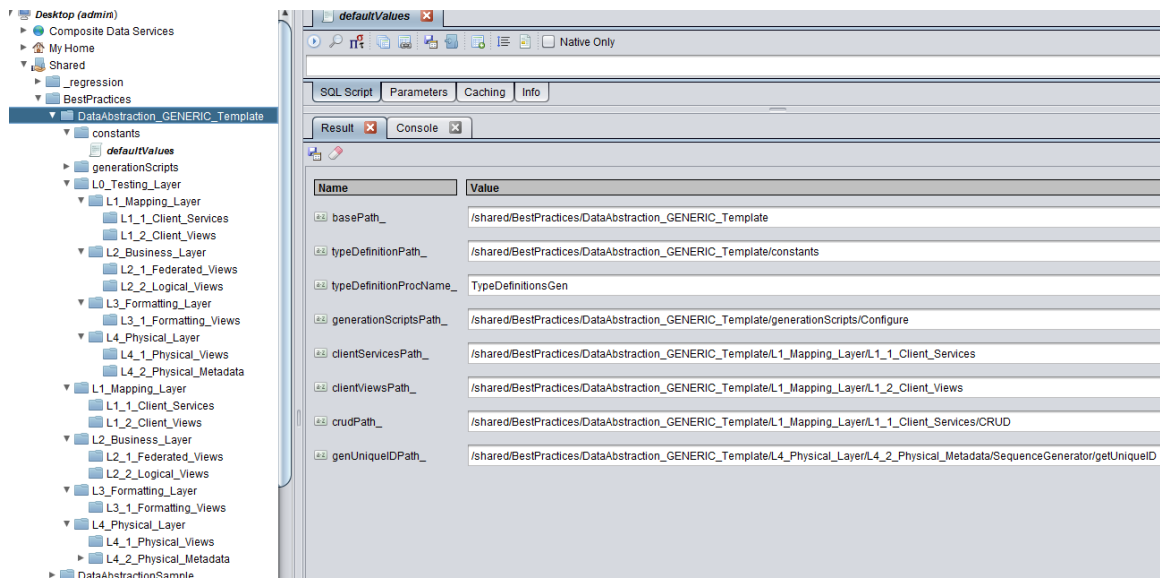 Desktop (admin)
Composite Data Services
My Home
Shared
_regression
BestPractices
DataAbstraction_GENERIC_Template
constants
defaultValues
generationScripts
L0_Testing_Layer
L1_Mapping_Layer
L1_1_Client_Services
L1_2_Client_Views
L2_Business_Layer
L2_1_Federated_Views
L2_2_Logical_Views
L3_Formatting_Layer
L3_1_Formatting_Views
L4_Physical_Layer
L4_1_Physical_Views
L4_2_Physical_Metadata
L1_Mapping_Layer
L1_1_Client_Services
L1_2_Client_Views
L2_Business_Layer
L2_1_Federated_Views
L2_2_Logical_Views
L3_Formatting_Layer
L3_1_Formatting_Views
L4_Physical_Layer
L4_1_Physical_Views
L4_2_Physical_Metadata
DataAbstractionSample
defaultValues
Native Only
SQL Script Parameters Caching Info
Result Console
Name Value
basePath_ /shared/BestPractices/DataAbstraction_GENERIC_Template
typeDefinitionPath_ /shared/BestPractices/DataAbstraction_GENERIC_Template/constants
typeDefinitionProcName_ TypeDefinitionsGen
generationScriptsPath_ /shared/BestPractices/DataAbstraction_GENERIC_Template/generationScripts/Configure
clientServicesPath_ /shared/BestPractices/DataAbstraction_GENERIC_Template/L1_Mapping_Layer/L1_1_Client_Services
clientViewsPath_ /shared/BestPractices/DataAbstraction_GENERIC_Template/L1_Mapping_Layer/L1_2_Client_Views
crudPath_ /shared/BestPractices/DataAbstraction_GENERIC_Template/L1_Mapping_Layer/L1_1_Client_Services/CRUD
genUniqueIDPath_ /shared/BestPractices/DataAbstraction_GENERIC_Template/L4_Physical_Layer/L4_2_Physical_Metadata/SequenceGenerator/getUniqueID